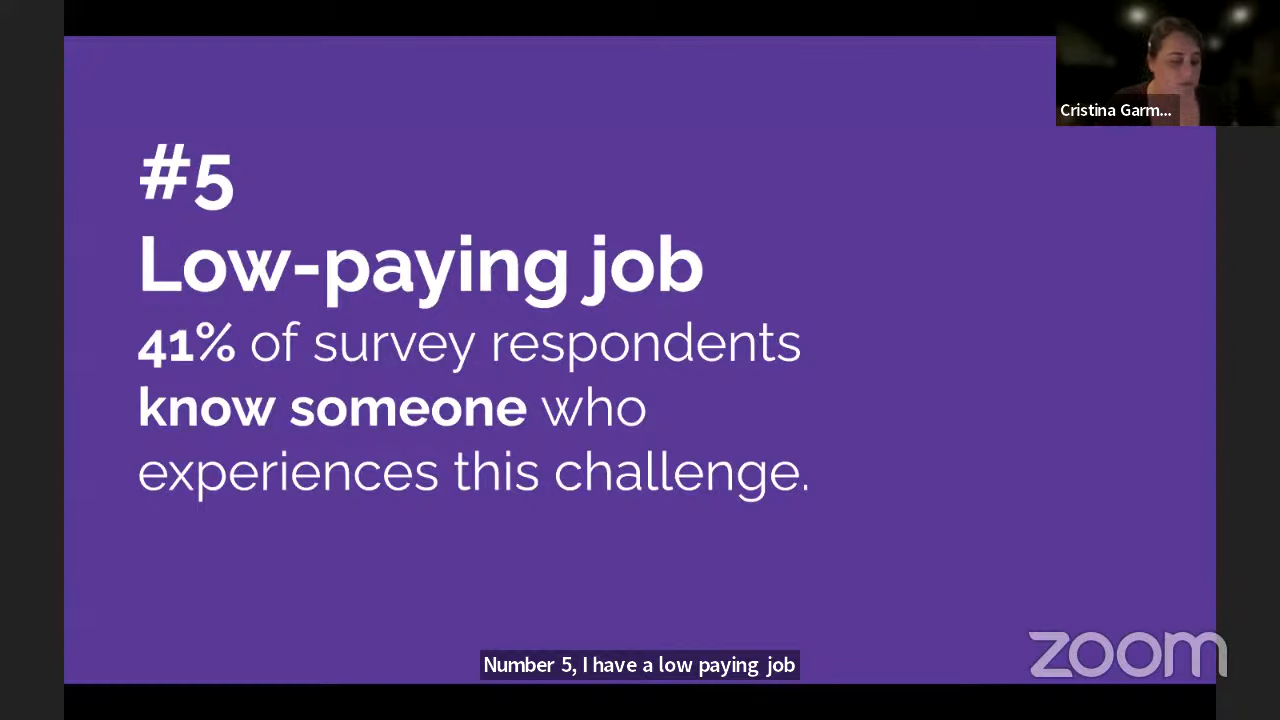 Cristina Garm...
#5
Low-paying job
41% of survey respondents
know someone who
experiences this challenge.
Number 5, I have a low paying job
zoom